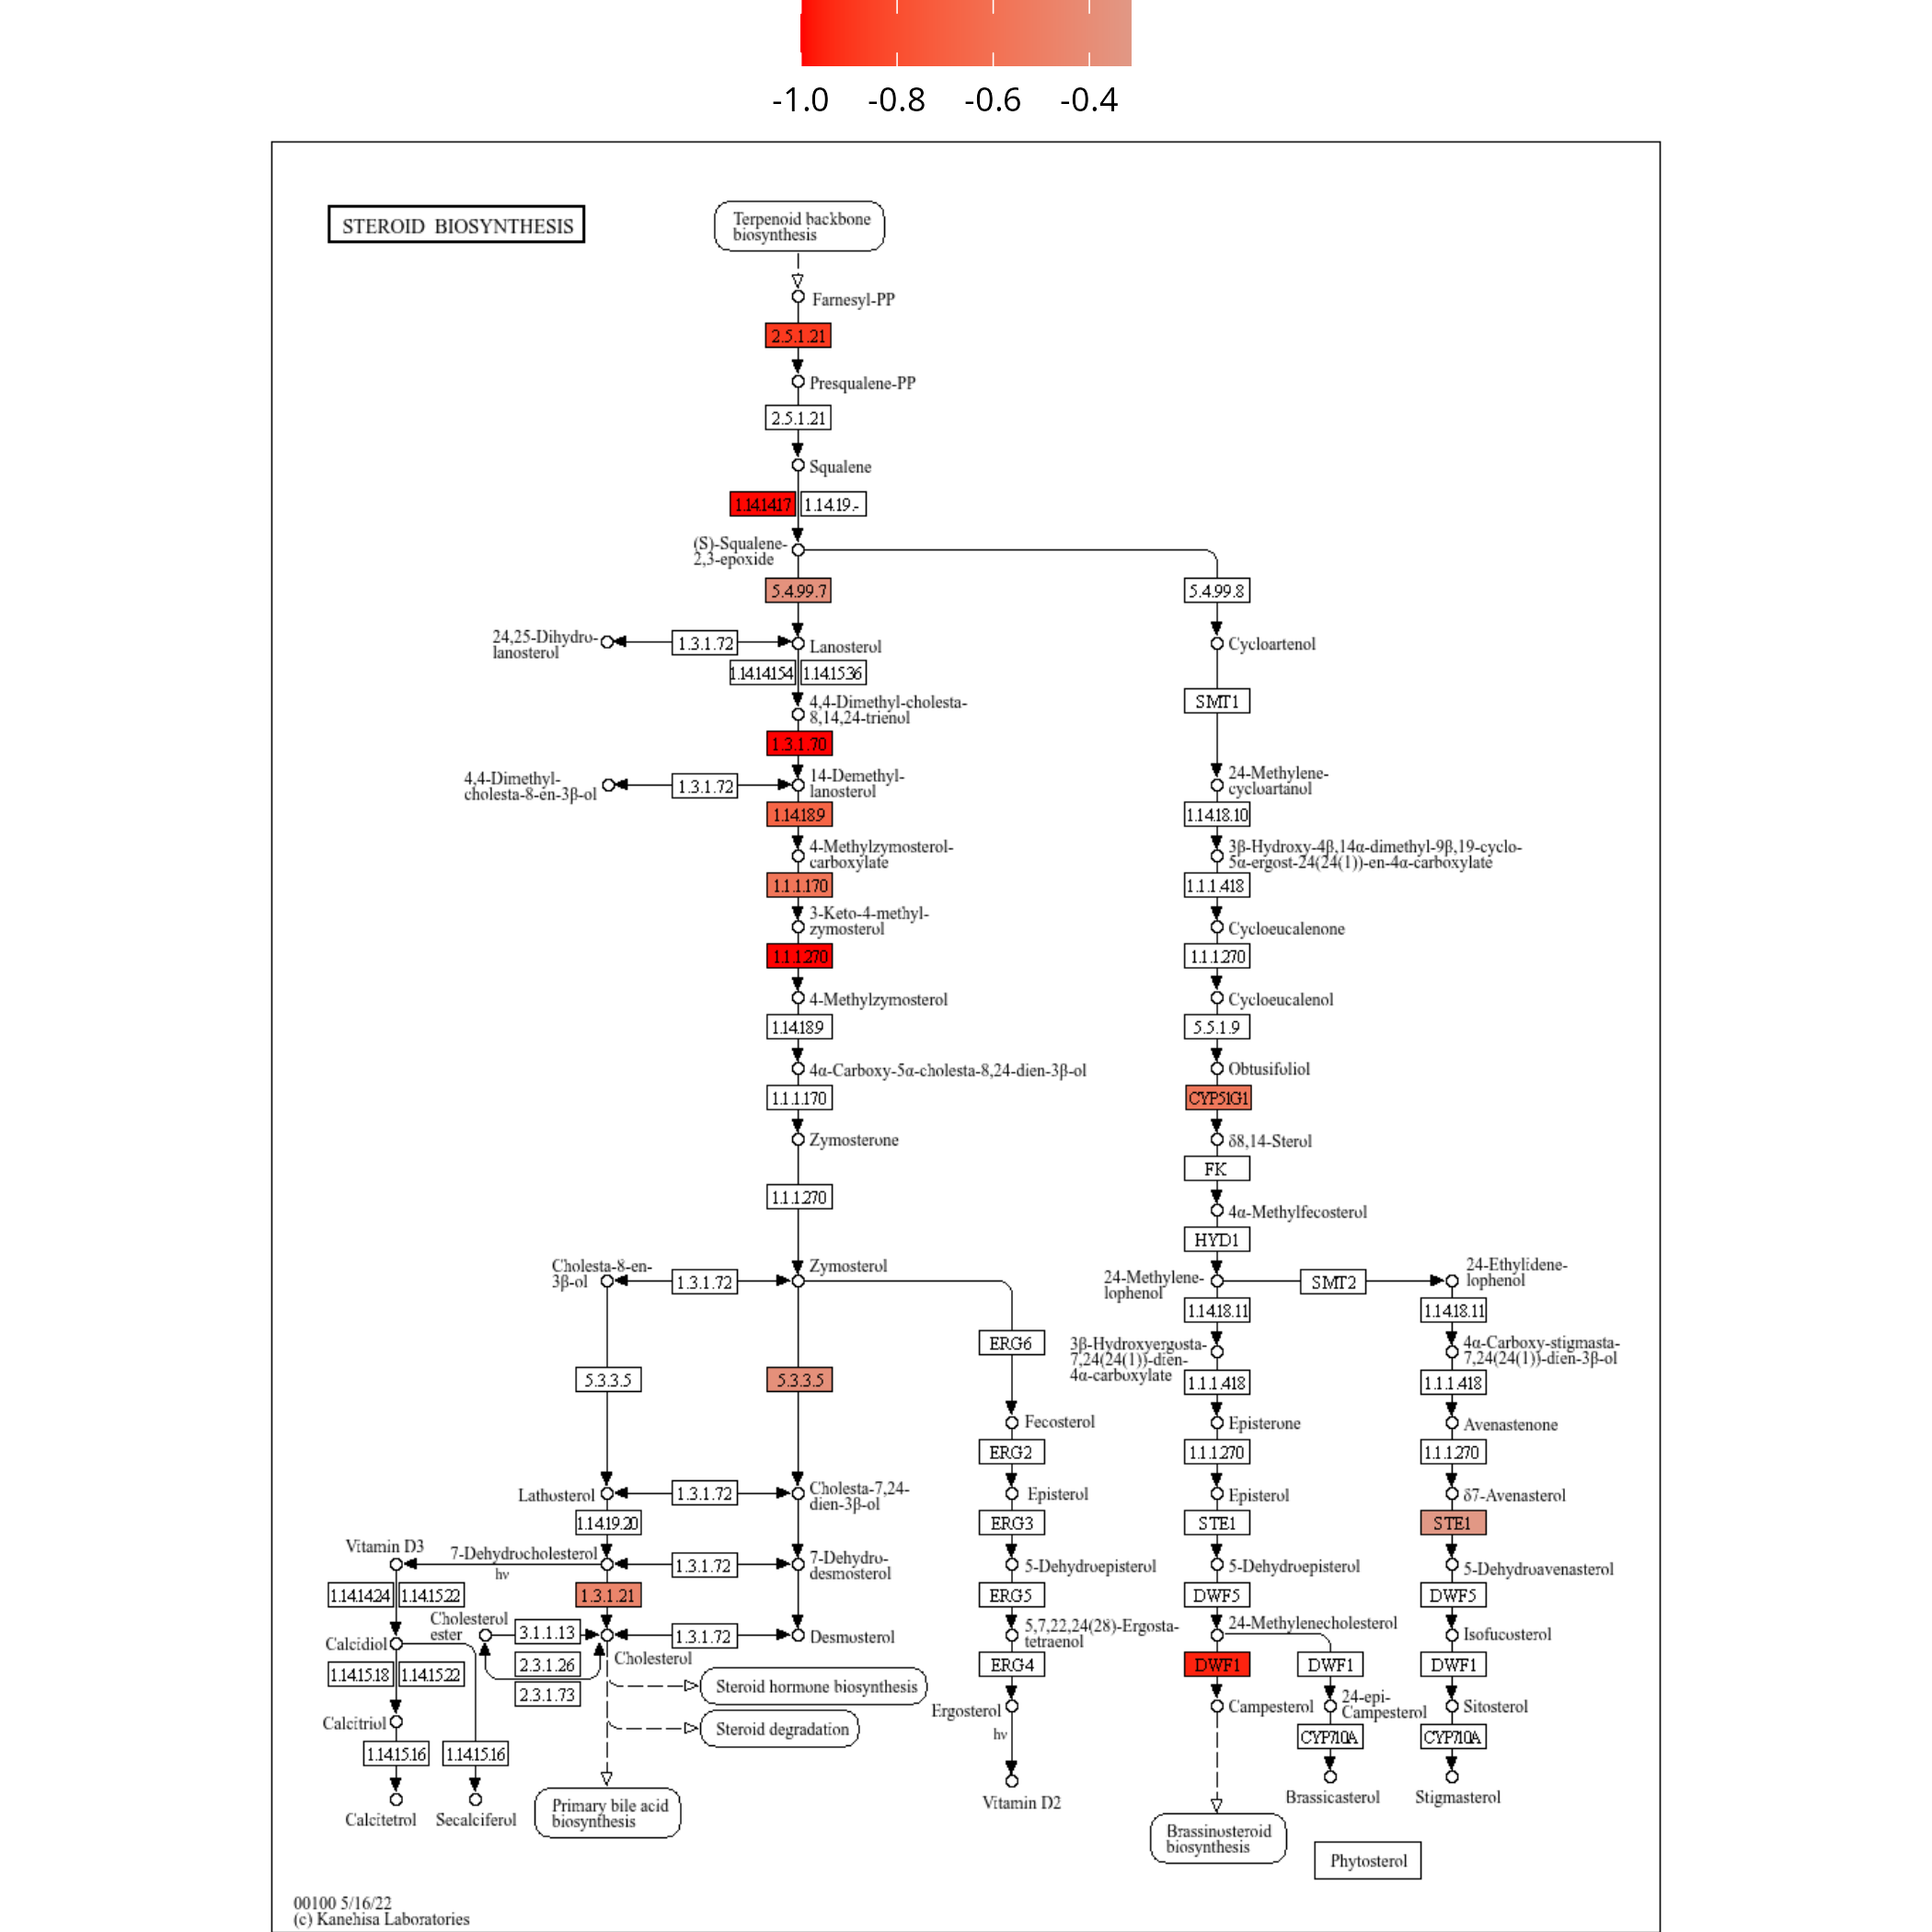 -1.0 -0.8 -0.6 -0.4
STEROID BIOSYNTHESIS
Terpenoid backbone
biosynthesis
Farnesyl-PP
2.5.1.21
Presqualene-PP
2.5.1.21
Squalene
1.14.14.17 1.14.19.-
(S)-Squalene-
2,3-epoxide
5.4.99.7
5.4.99.8
24,25-Dihydro-
lanosterol
1.3.1.72
Lanosterol
Cycloartenol
1.14.14.154 1.14.15.36
4,4-Dimethyl-cholesta-
8,14,24-trienol
SMT1
1.3.1.70
4,4-Dimethyl-
cholesta-8-en-3β-ol
1.3.1.72
14-Demethyl-
lanosterol
24-Methylene-
cycloartanol
1.14.18.9
1.14.18.10
4-Methylzymosterol-
carboxylate
3β-Hydroxy-4β,14α-dimethyl-9β,19-cyclo-
5α-ergost-24(24(1))-en-4α-carboxylate
1.1.1.170
1.1.1.418
3-Keto-4-methyl-
zymosterol
Cycloeucalenone
1.1.1.270
1.1.1.270
4-Methylzymosterol
Cycloeucalenol
1.14.18.9
5.5.1.9
4α-Carboxy-5α-cholesta-8,24-dien-3β-ol
Obtusifoliol
1.1.1.170
CYP51G1
Zymosterone
δ8,14-Sterol
FK
1.1.1.270
4α-Methylfecosterol
HYD1
Cholesta-8-en-
3β-ol
1.3.1.72
Zymosterol
24-Methylene-
lophenol
SMT2
24-Ethylidene-
lophenol
1.14.18.11
1.14.18.11
ERG6
3β-Hydroxyergosta-
7,24(24(1))-dien-
4α-carboxylate
4α-Carboxy-stigmasta-
7,24(24(1))-dien-3β-ol
5.3.3.5
5.3.3.5
1.1.1.418
1.1.1.418
Fecosterol
Episterone
Avenastenone
ERG2
1.1.1.270
1.1.1.270
Lathosterol
1.3.1.72
Cholesta-7,24-
dien-3β-ol
Episterol
Episterol
δ7-Avenasterol
1.14.19.20
ERG3
STE1
STE1
Vitamin D3
7-Dehydrocholesterol
hν
1.3.1.72
7-Dehydro-
desmosterol
5-Dehydroepisterol
5-Dehydroepisterol
5-Dehydroavenasterol
1.14.14.24 1.14.15.22
1.3.1.21
ERG5
DWF5
DWF5
Cholesterol
ester
3.1.1.13
1.3.1.72
Desmosterol
5,7,22,24(28)-Ergosta-
tetraenol
24-Methylenecholesterol
Isofucosterol
Calcidiol
Cholesterol
2.3.1.26
2.3.1.73
1.14.15.18 1.14.15.22
ERG4
DWF1
DWF1
DWF1
Steroid hormone biosynthesis
Ergosterol
Campesterol
24-epi-
Campesterol
Sitosterol
Calcitriol
Steroid degradation
hν
CYP710A
CYP710A
1.14.15.16
1.14.15.16
Calcitetrol
Secalciferol
Primary bile acid
biosynthesis
Vitamin D2
Brassicasterol
Stigmasterol
Brassinosteroid
biosynthesis
Phytosterol
00100 5/16/22
(c) Kanehisa Laboratories